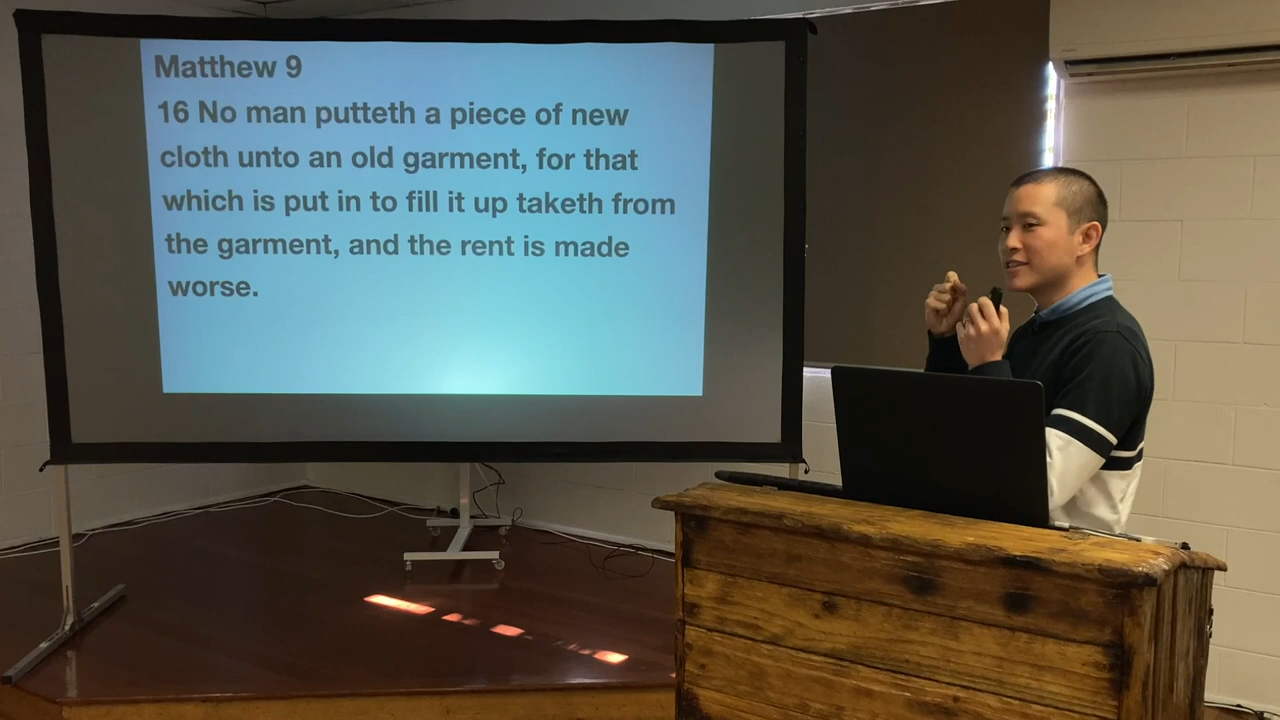 Matthew 9
16 No man putteth a piece of new
cloth unto an old garment, for that
which is put in to fill it up taketh from
the garment, and the rent is made
worse.